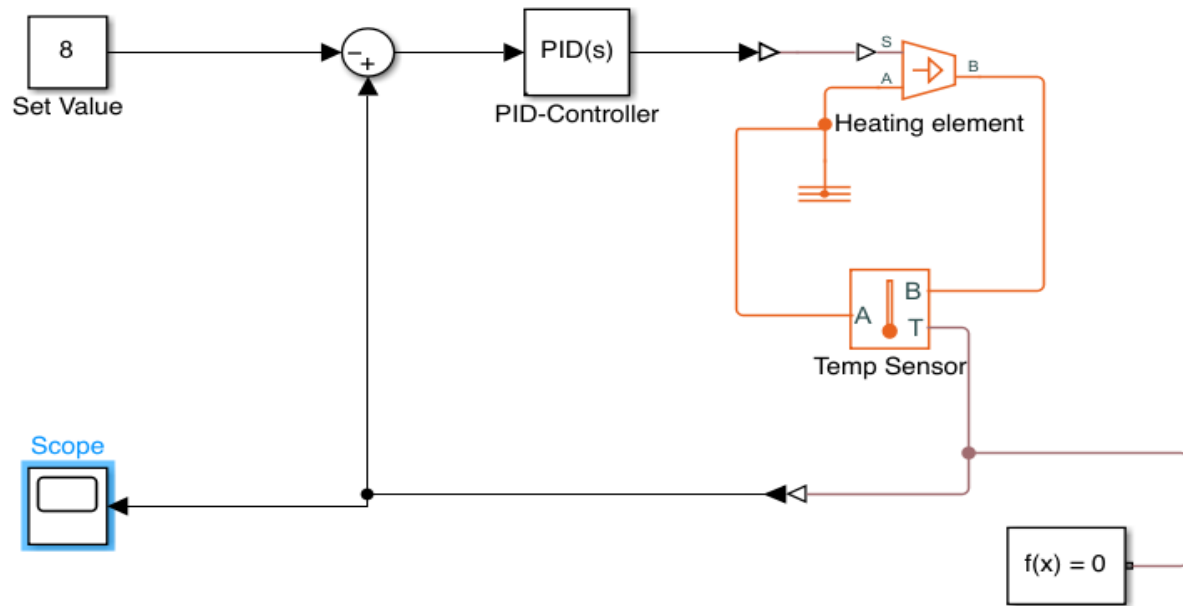 8
Set Value
−
+
PID(s)
PID-Controller
S
A
B
Heating element
A
B
T
Temp Sensor
Scope
f(x) = 0